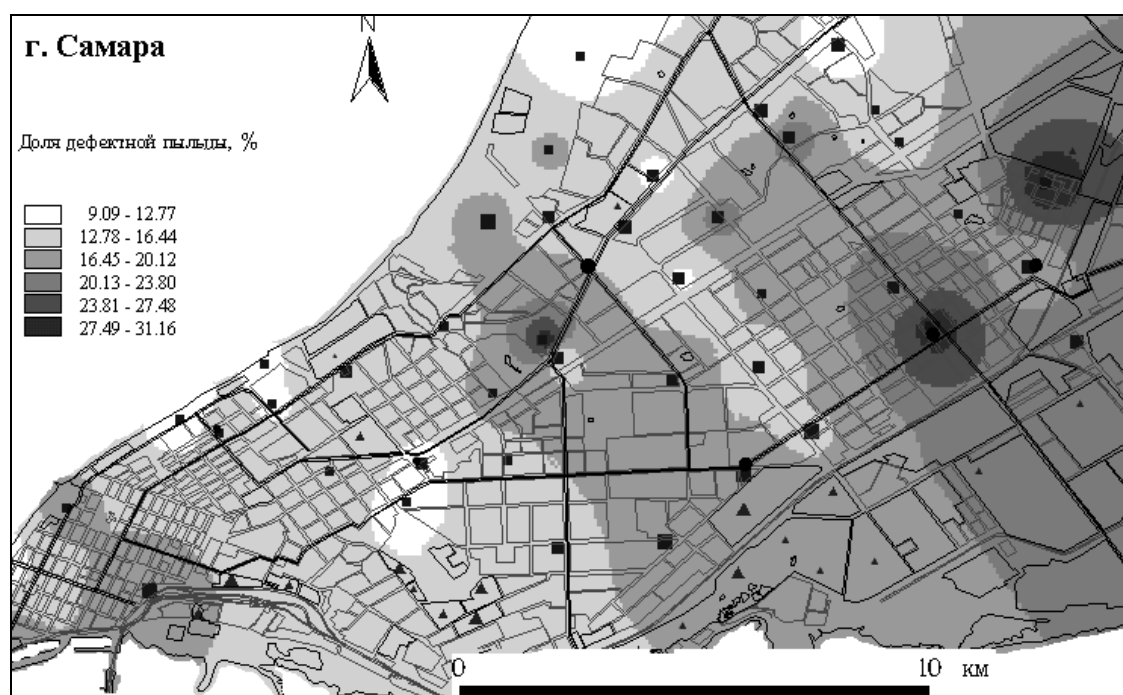 г. Самара
N
Доля дефектной пыльцы, %
9.09 - 12.77
12.78 - 16.44
16.45 - 20.12
20.13 - 23.80
23.81 - 27.48
27.49 - 31.16
0 10 км